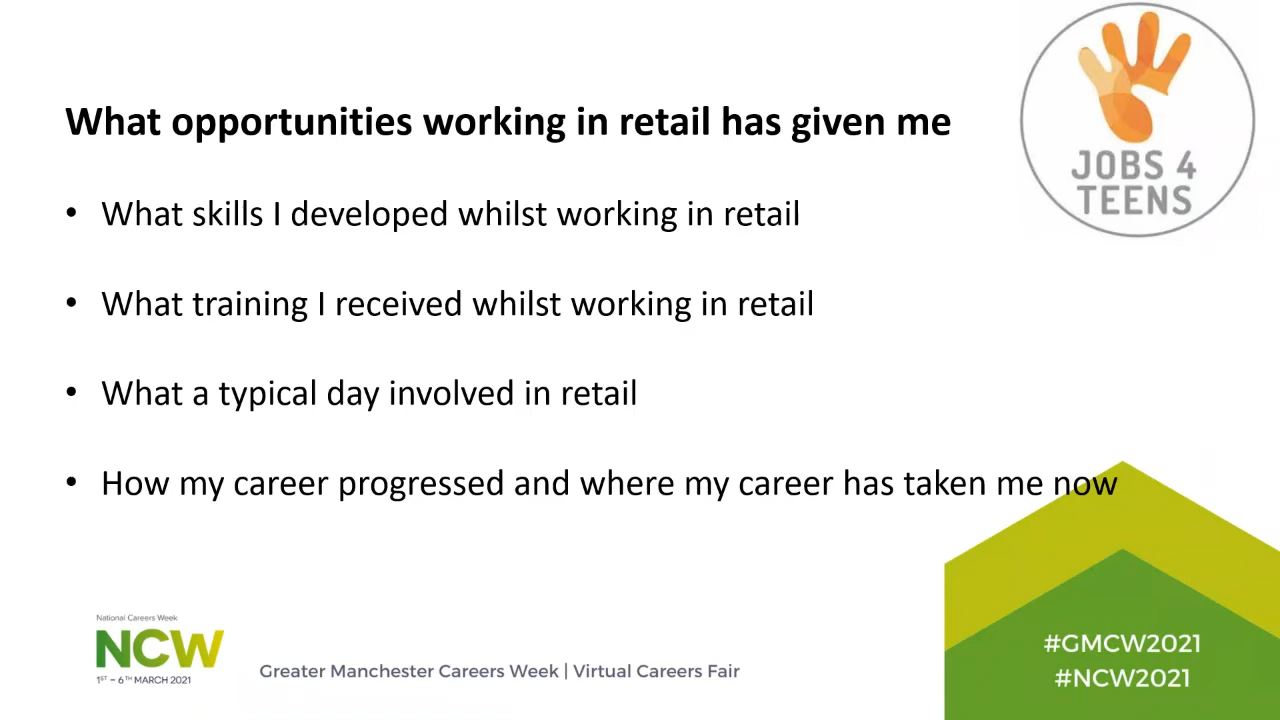 What opportunities working in retail has given me
JOBS 4
TEENS
• What skills I developed whilst working in retail
• What training I received whilst working in retail
• What a typical day involved in retail
• How my career progressed and where my career has taken me now
National Careers Week
NCW
1ST – 6TH MARCH 2021
Greater Manchester Careers Week | Virtual Careers Fair
#GMCW2021
#NCW2021